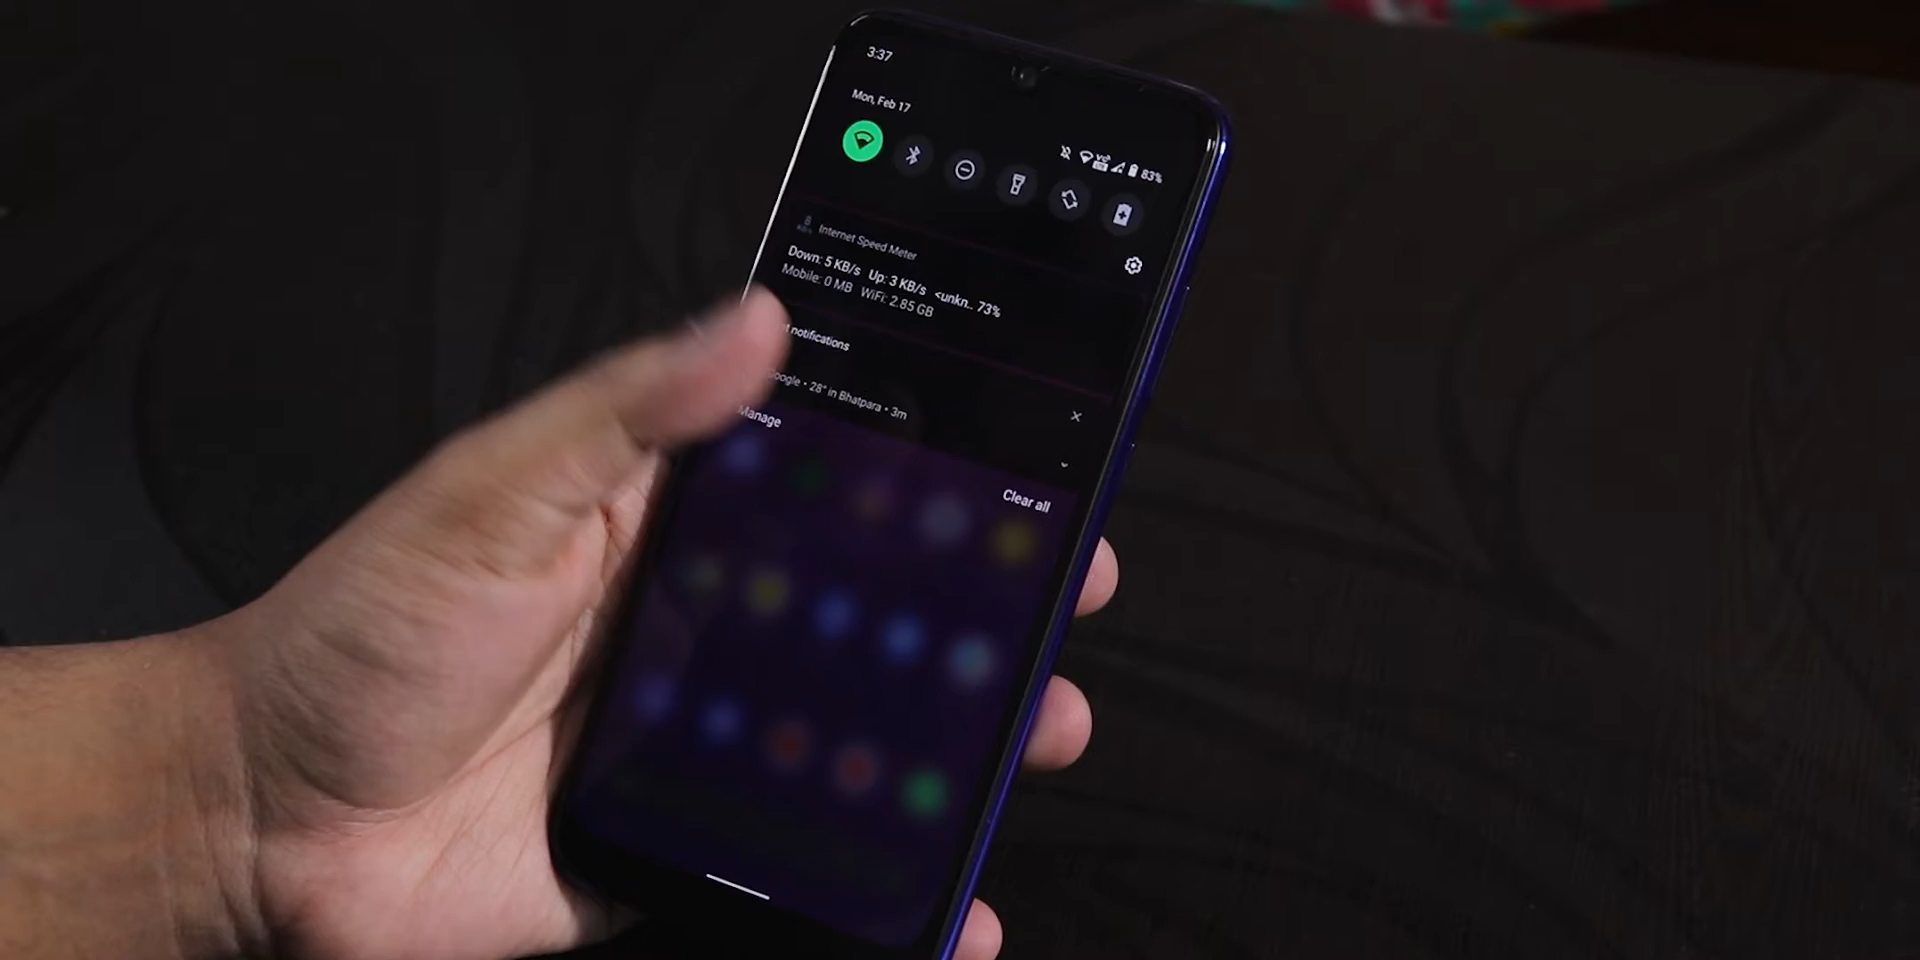 3:37
Mon, Feb 17
83%
Internet Speed Meter
Down: 5 KB/s Up: 3 KB/s <unkn.. 73%
Mobile: 0 MB WiFi: 2.85 GB
notifications
28° in Bhatpara • 3m
Manage
Clear all